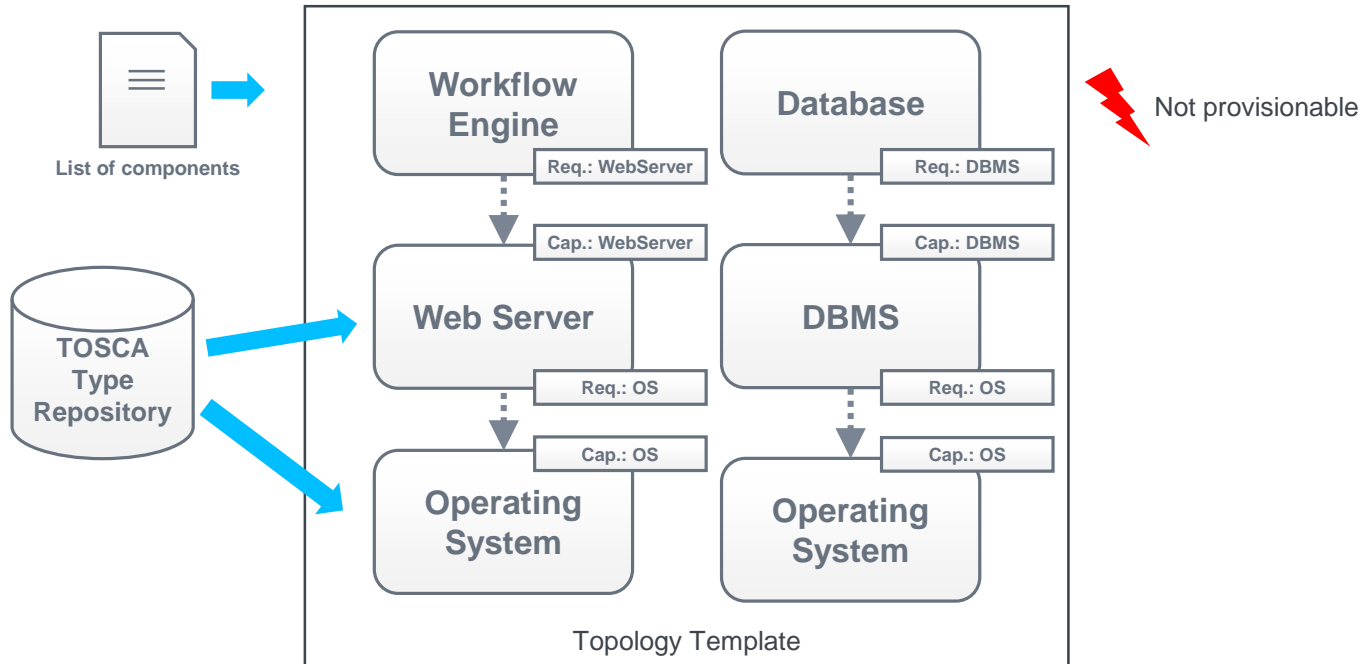 List of components
TOSCA
Type
Repository
Workflow
Engine
Req.: WebServer
Cap.: WebServer
Web Server
Req.: OS
Cap.: OS
Operating
System
Database
Req.: DBMS
Cap.: DBMS
DBMS
Req.: OS
Cap.: OS
Operating
System
Topology Template
Not provisionable